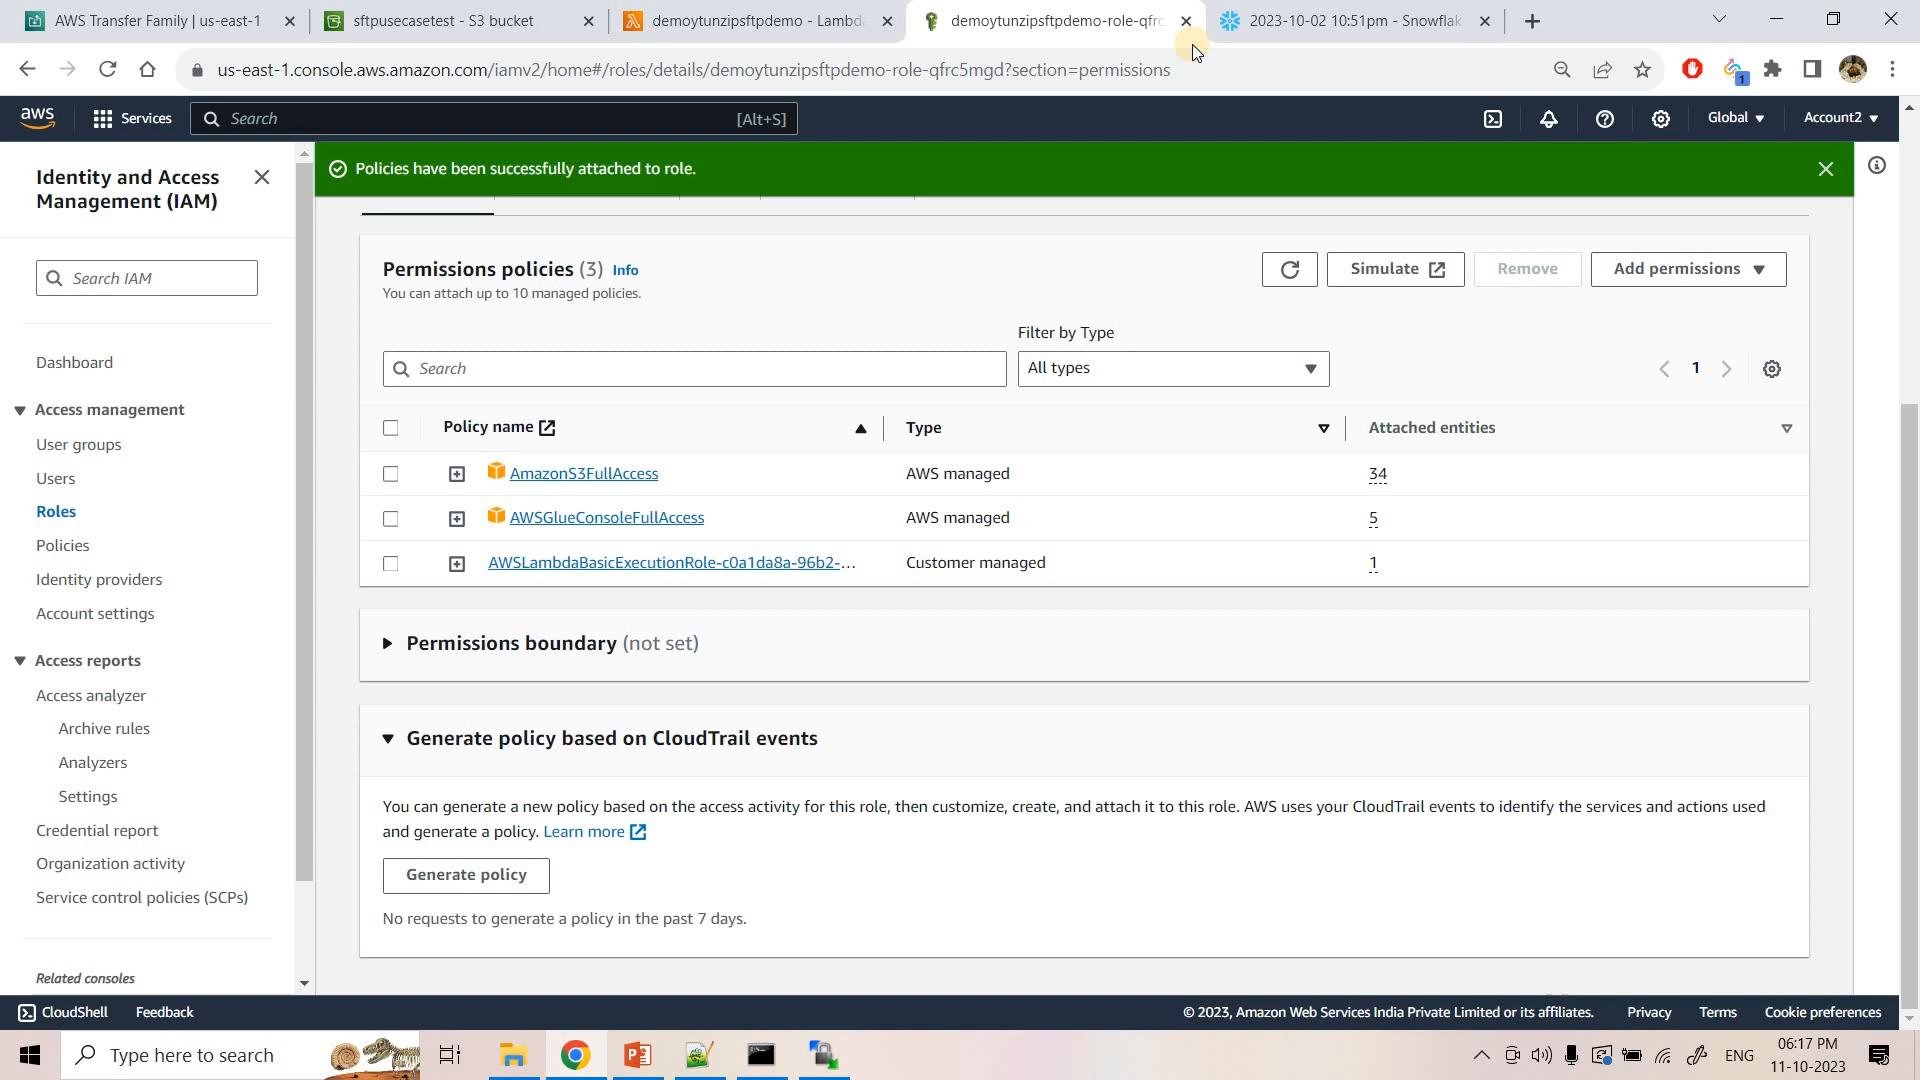 AWS Transfer Family | us-east-1
sftpusecasetest - S3 bucket
demoytunzipsftpdemo - Lambda
demoytunzipsftpdemo-role-qfrc
2023-10-02 10:51pm - Snowflak
us-east-1.console.aws.amazon.com/iamv2/home#/roles/details/demoytunzipsftpdemo-role-qfrc5mgd?section=permissions
1
aws
Services
Search
[Alt+S]
Global
Account2
Identity and Access
Management (IAM)
Policies have been successfully attached to role.
Search IAM
Dashboard
Access management
User groups
Users
Roles
Policies
Identity providers
Account settings
Access reports
Access analyzer
Archive rules
Analyzers
Settings
Credential report
Organization activity
Service control policies (SCPs)
Related consoles
Permissions policies (3) Info
You can attach up to 10 managed policies.
Simulate
Remove
Add permissions
Filter by Type
Search
All types
1
Policy name
Type
Attached entities
AmazonS3FullAccess
AWS managed
34
AWSGlueConsoleFullAccess
AWS managed
5
AWSLambdaBasicExecutionRole-c0a1da8a-96b2-...
Customer managed
1
Permissions boundary (not set)
Generate policy based on CloudTrail events
You can generate a new policy based on the access activity for this role, then customize, create, and attach it to this role. AWS uses your CloudTrail events to identify the services and actions used
and generate a policy. Learn more
Generate policy
No requests to generate a policy in the past 7 days.
CloudShell
Feedback
© 2023, Amazon Web Services India Private Limited or its affiliates.
Privacy
Terms
Cookie preferences
Type here to search
ENG
06:17 PM
11-10-2023